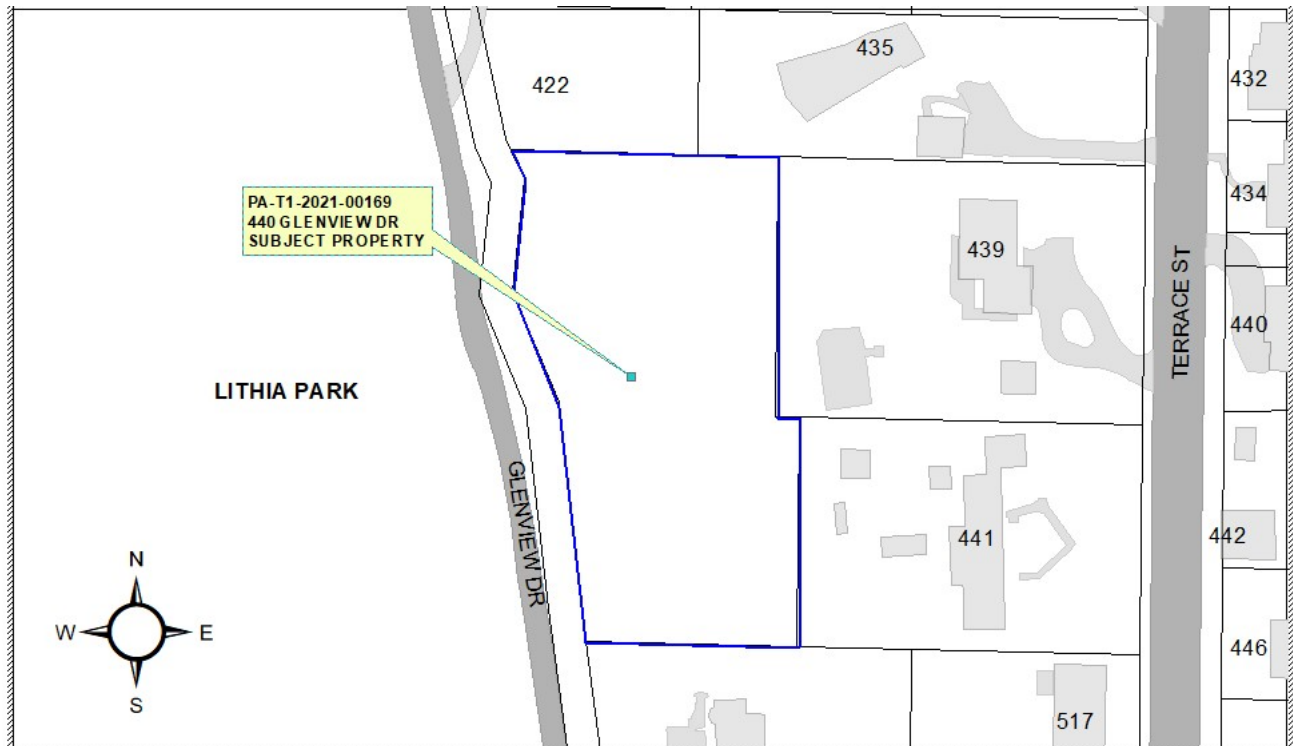 435
422
432
PA-T1-2021-00169
440 GLENVIEW DR
SUBJECT PROPERTY
434
439
TERRACE ST
440
LITHIA PARK
GLENVIEW DR
441
442
N
W E
S
446
517